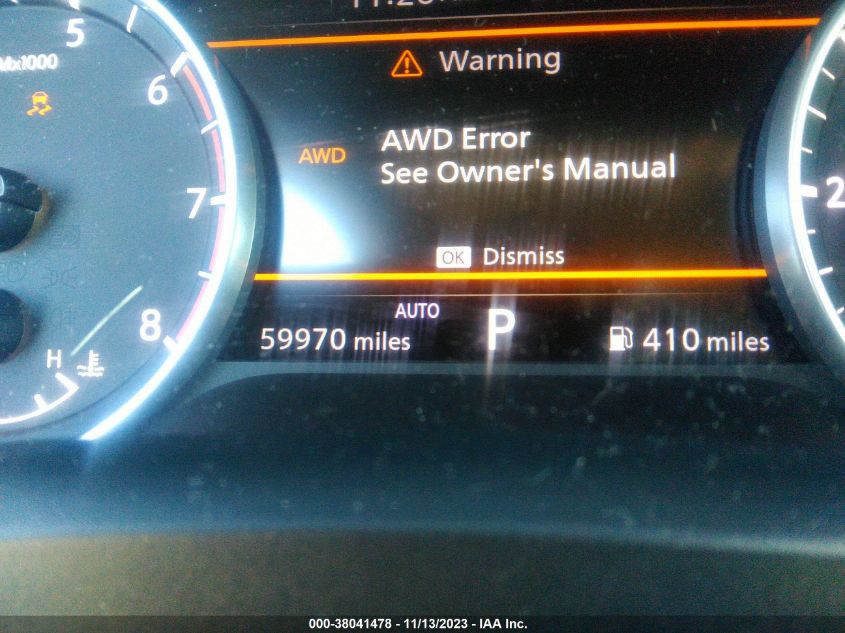 5
Mx1000
6
7
8
H
Warning
AWD
AWD Error
See Owner's Manual
OK Dismiss
AUTO
59970 miles
P
410 miles
2
000-38041478 - 11/13/2023 - IAA Inc.